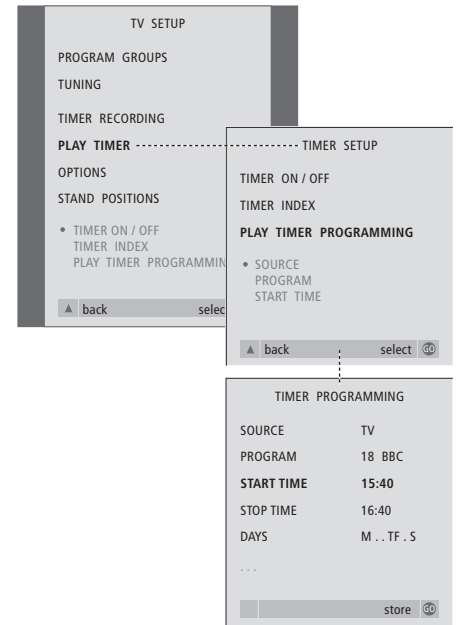 TV SETUP
PROGRAM GROUPS
TUNING
TIMER RECORDING
PLAY TIMER
OPTIONS
STAND POSITIONS
• TIMER ON / OFF
TIMER INDEX
PLAY TIMER PROGRAMMIN
▲ back selec
TIMER SETUP
TIMER ON / OFF
TIMER INDEX
PLAY TIMER PROGRAMMING
• SOURCE
PROGRAM
START TIME
▲ back select GO
TIMER PROGRAMMING
SOURCE TV
PROGRAM 18 BBC
START TIME 15:40
STOP TIME 16:40
DAYS M . . TF . S
. . .
store GO